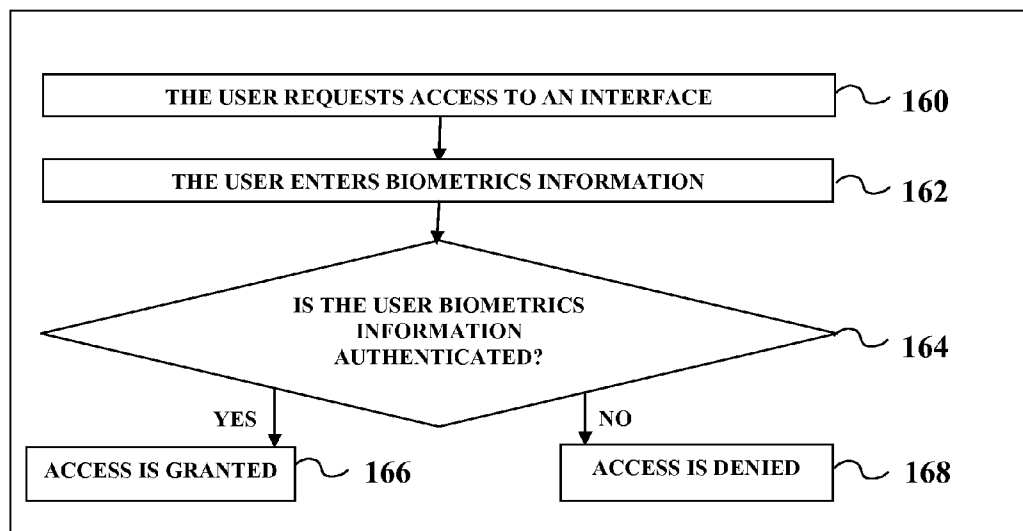 THE USER REQUESTS ACCESS TO AN INTERFACE
160
THE USER ENTERS BIOMETRICS INFORMATION
162
IS THE USER BIOMETRICS
INFORMATION
AUTHENTICATED?
164
YES
NO
ACCESS IS GRANTED
166
ACCESS IS DENIED
168